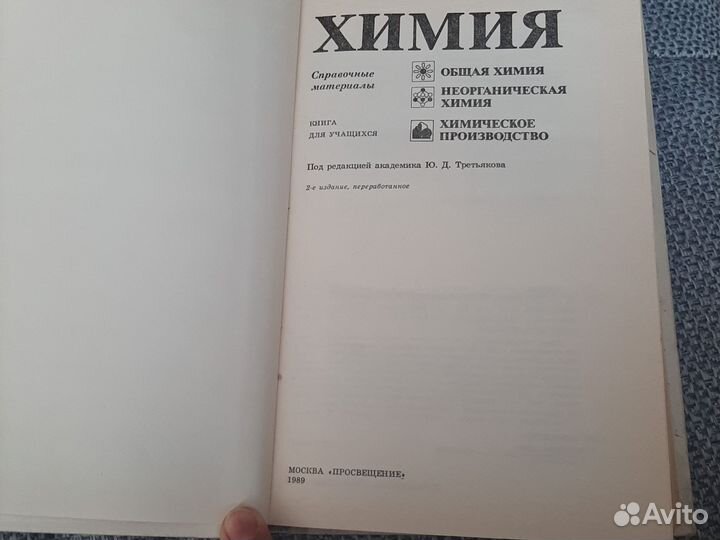 ХИМИЯ
Справочные
материалы
ОБЩАЯ ХИМИЯ
НЕОРГАНИЧЕСКАЯ
ХИМИЯ
КНИГА
ДЛЯ УЧАЩИХСЯ
ХИМИЧЕСКОЕ
ПРОИЗВОДСТВО
Под редакцией академика Ю. Д. Третьякова
2-е издание, переработанное
МОСКВА «ПРОСВЕЩЕНИЕ»
1989
Avito